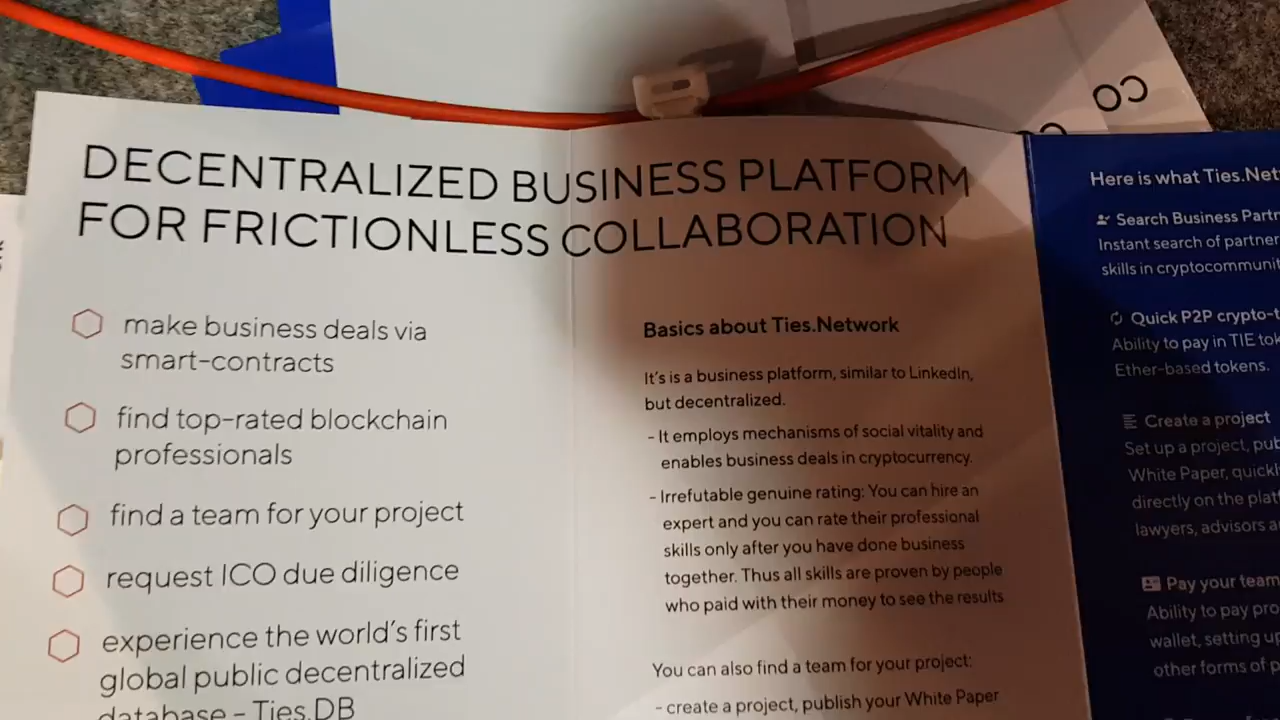 DECENTRALIZED BUSINESS PLATFORM
FOR FRICTIONLESS COLLABORATION
make business deals via
smart-contracts
find top-rated blockchain
professionals
find a team for your project
request ICO due diligence
experience the world's first
global public decentralized
database - Ties.DB
Basics about Ties.Network
It's is a business platform, similar to LinkedIn,
but decentralized.
- It employs mechanisms of social vitality and
enables business deals in cryptocurrency.
- Irrefutable genuine rating: You can hire an
expert and you can rate their professional
skills only after you have done business
together. Thus all skills are proven by people
who paid with their money to see the results
You can also find a team for your project:
- create a project, publish your White Paper
Here is what Ties.Net
Search Business Partn
Instant search of partner
skills in cryptocommunit
Quick P2P crypto-t
Ability to pay in TIE tok
Ether-based tokens.
Create a project
Set up a project, pub
White Paper, quickl
directly on the plat
lawyers, advisors a
Pay your team
Ability to pay pro
wallet, setting up
other forms of p
CO